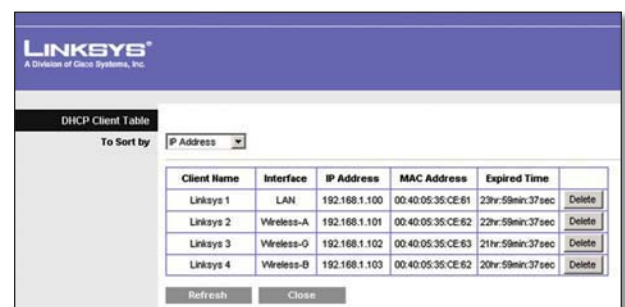 LINKSYS®
A Division of Cisco Systems, Inc.
DHCP Client Table
To Sort by IP Address
Client Name Interface IP Address MAC Address Expired Time
Linksys 1 LAN 192.168.1.100 00:40:05:35:CE:61 23hr:59min:37sec Delete
Linksys 2 Wireless-A 192.168.1.101 00:40:05:35:CE:62 22hr:59min:37sec Delete
Linksys 3 Wireless-G 192.168.1.102 00:40:05:35:CE:63 21hr:59min:37sec Delete
Linksys 4 Wireless-B 192.168.1.103 00:40:05:35:CE:62 20hr:59min:37sec Delete
Refresh Close